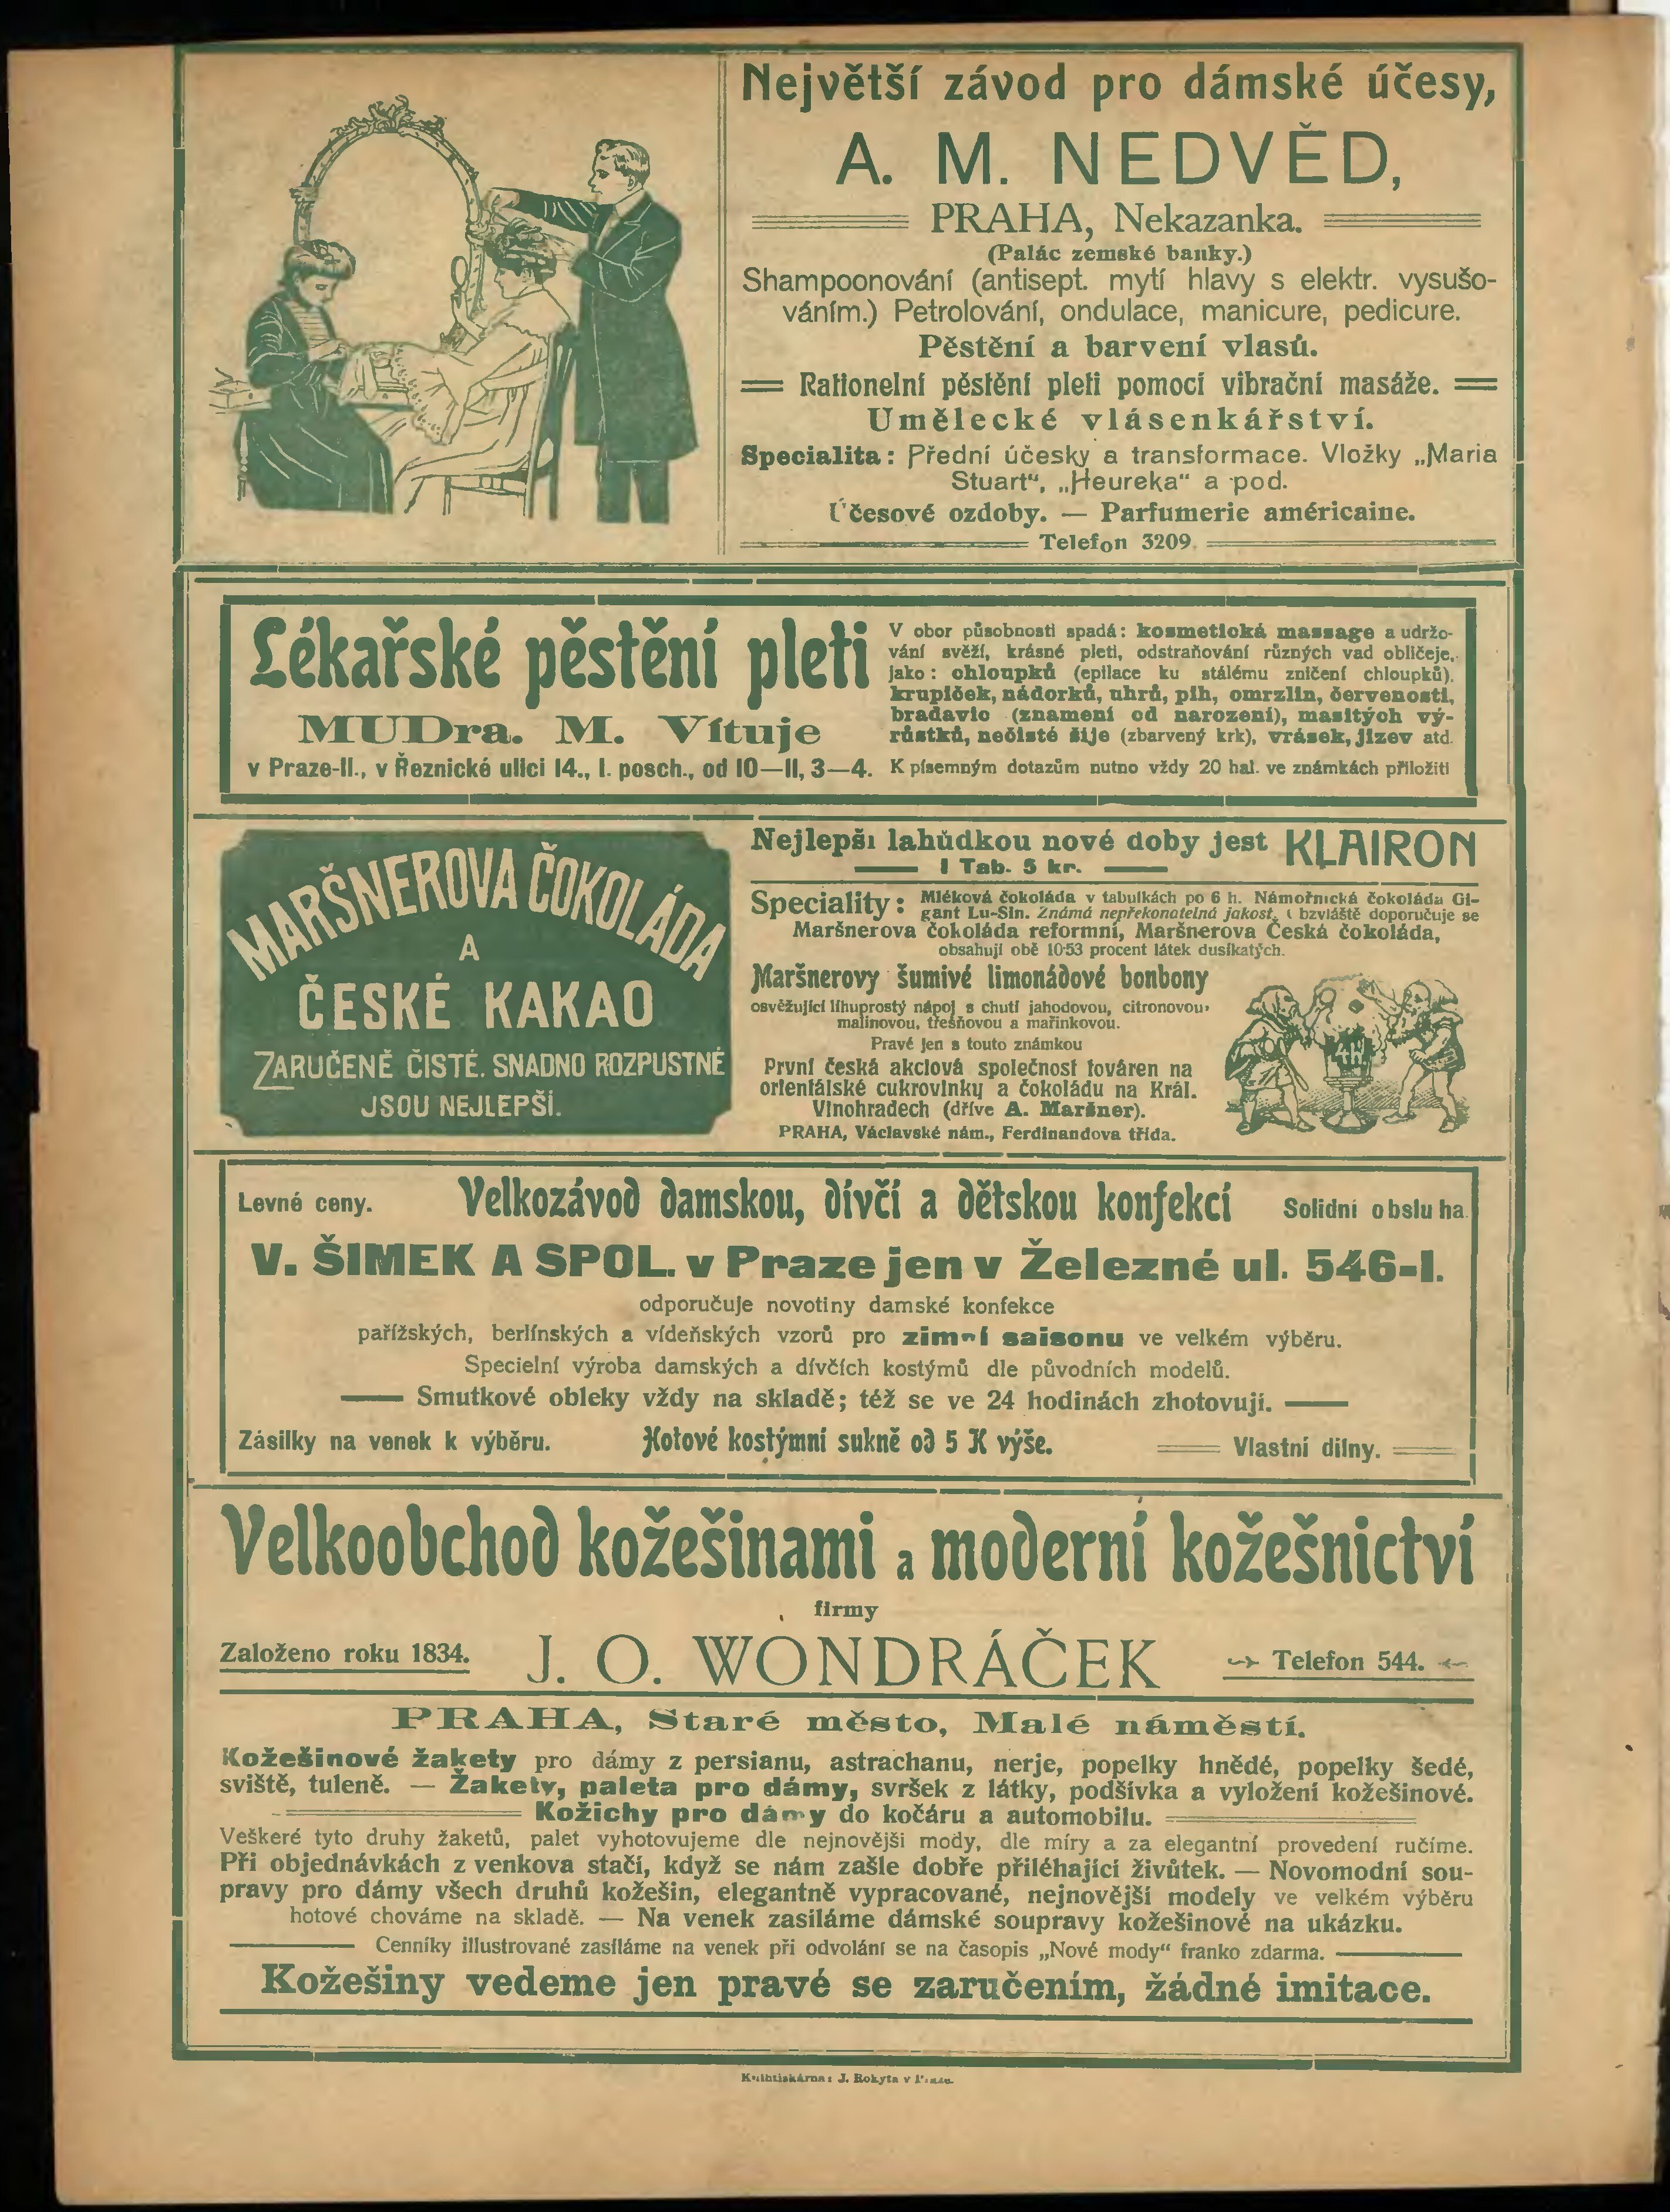 Největší závod pro dámské účesy,
A. M. NEDVĚD,
PRAHA, Nekazanka.
(Palác zemské banky.)
Shampoonování (antisept. mytí hlavy s elektr. vysušo-
váním.) Petrolování, ondulace, manicure, pedicure.
Pěstění a barvení vlasů.
Rationelní pěstění pleti pomocí vibrační masáže.
Umělecké vlásenkářství.
Specialita: Přední účesky a transformace. Vložky „Maria
Stuart“, „Heureka“ a pod.
Účesové ozdoby. — Parfumerie américaine.
Telefon 3209.
Lékařské pěstění pleti
MUDra. M. Vítuje
v Praze-II., v Řeznické ulici 14., I. posch., od 10—11, 3—4.
V obor působnosti spadá: kosmetická massage a udržo-
vání svěží, krásné pleti, odstraňování různých vad obličeje,
jako: chloupků (epilace ku stálému zničení chloupků),
krupiček, nádorků, uhrů, pih, omrzlin, červenosti,
bradavic (znamení od narození), masitých vý-
růstků, nečisté šije (zbarvený krk), vrásek, jizev atd.
K písemným dotazům nutno vždy 20 hal. ve známkách přiložiti
MARŠNEROVA ČOKOLÁDA
A
ČESKÉ KAKAO
ZARUČENĚ ČISTÉ. SNADNO ROZPUSTNÉ
JSOU NEJLEPŠÍ.
Nejlepši lahůdkou nové doby jest KLAIRON
1 Tab. 5 kr.
Speciality: Mléková čokoláda v tabulkách po 6 h. Námořnická čokoláda Gi-
gant Lu-Sin. Známá nepřekonatelná jakost, bzvláště doporučuje se
Maršnerova čokoláda reformní, Maršnerova Česká čokoláda,
obsahují obě 10·53 procent látek dusíkatých.
Maršnerovy šumivé limonádové bonbony
osvěžující líhuprostý nápoj s chutí jahodovou, citronovou,
malinovou, třešňovou a mařinkovou.
Pravé jen s touto známkou
První česká akciová společnost továren na
orientálské cukrovinky a čokoládu na Král.
Vinohradech (dříve A. Maršner).
PRAHA, Václavské nám., Ferdinandova třída.
Levné ceny. Velkozávod damskou, dívčí a dětskou konfekcí Solidní obsluha.
V. ŠIMEK A SPOL. v Praze jen v Železné ul. 546-I.
odporučuje novotiny damské konfekce
pařížských, berlínských a vídeňských vzorů pro zimní saisonu ve velkém výběru.
Specielní výroba damských a dívčích kostýmů dle původních modelů.
Smutkové obleky vždy na skladě; též se ve 24 hodinách zhotovují.
Zásilky na venek k výběru. Hotové kostýmní sukně od 5 K výše. Vlastní dílny.
Velkoobchod kožešinami a moderní kožešnictví
firmy
Založeno roku 1834. J. O. WONDRÁČEK Telefon 544.
PRAHA, Staré město, Malé náměstí.
Kožešinové žakety pro dámy z persianu, astrachanu, nerje, popelky hnědé, popelky šedé,
sviště, tuleně. — Žakety, paleta pro dámy, svršek z látky, podšívka a vyložení kožešinové.
Kožichy pro dámy do kočáru a automobilu.
Veškeré tyto druhy žaketů, palet vyhotovujeme dle nejnovější mody, dle míry a za elegantní provedení ručíme.
Při objednávkách z venkova stačí, když se nám zašle dobře přiléhající živůtek. — Novomodní sou-
pravy pro dámy všech druhů kožešin, elegantně vypracované, nejnovější modely ve velkém výběru
hotové chováme na skladě. — Na venek zasíláme dámské soupravy kožešinové na ukázku.
Cenníky illustrované zasíláme na venek při odvolání se na časopis „Nové mody“ franko zdarma.
Kožešiny vedeme jen pravé se zaručením, žádné imitace.
Knihtiskárna: J. Rokyta v Praze.